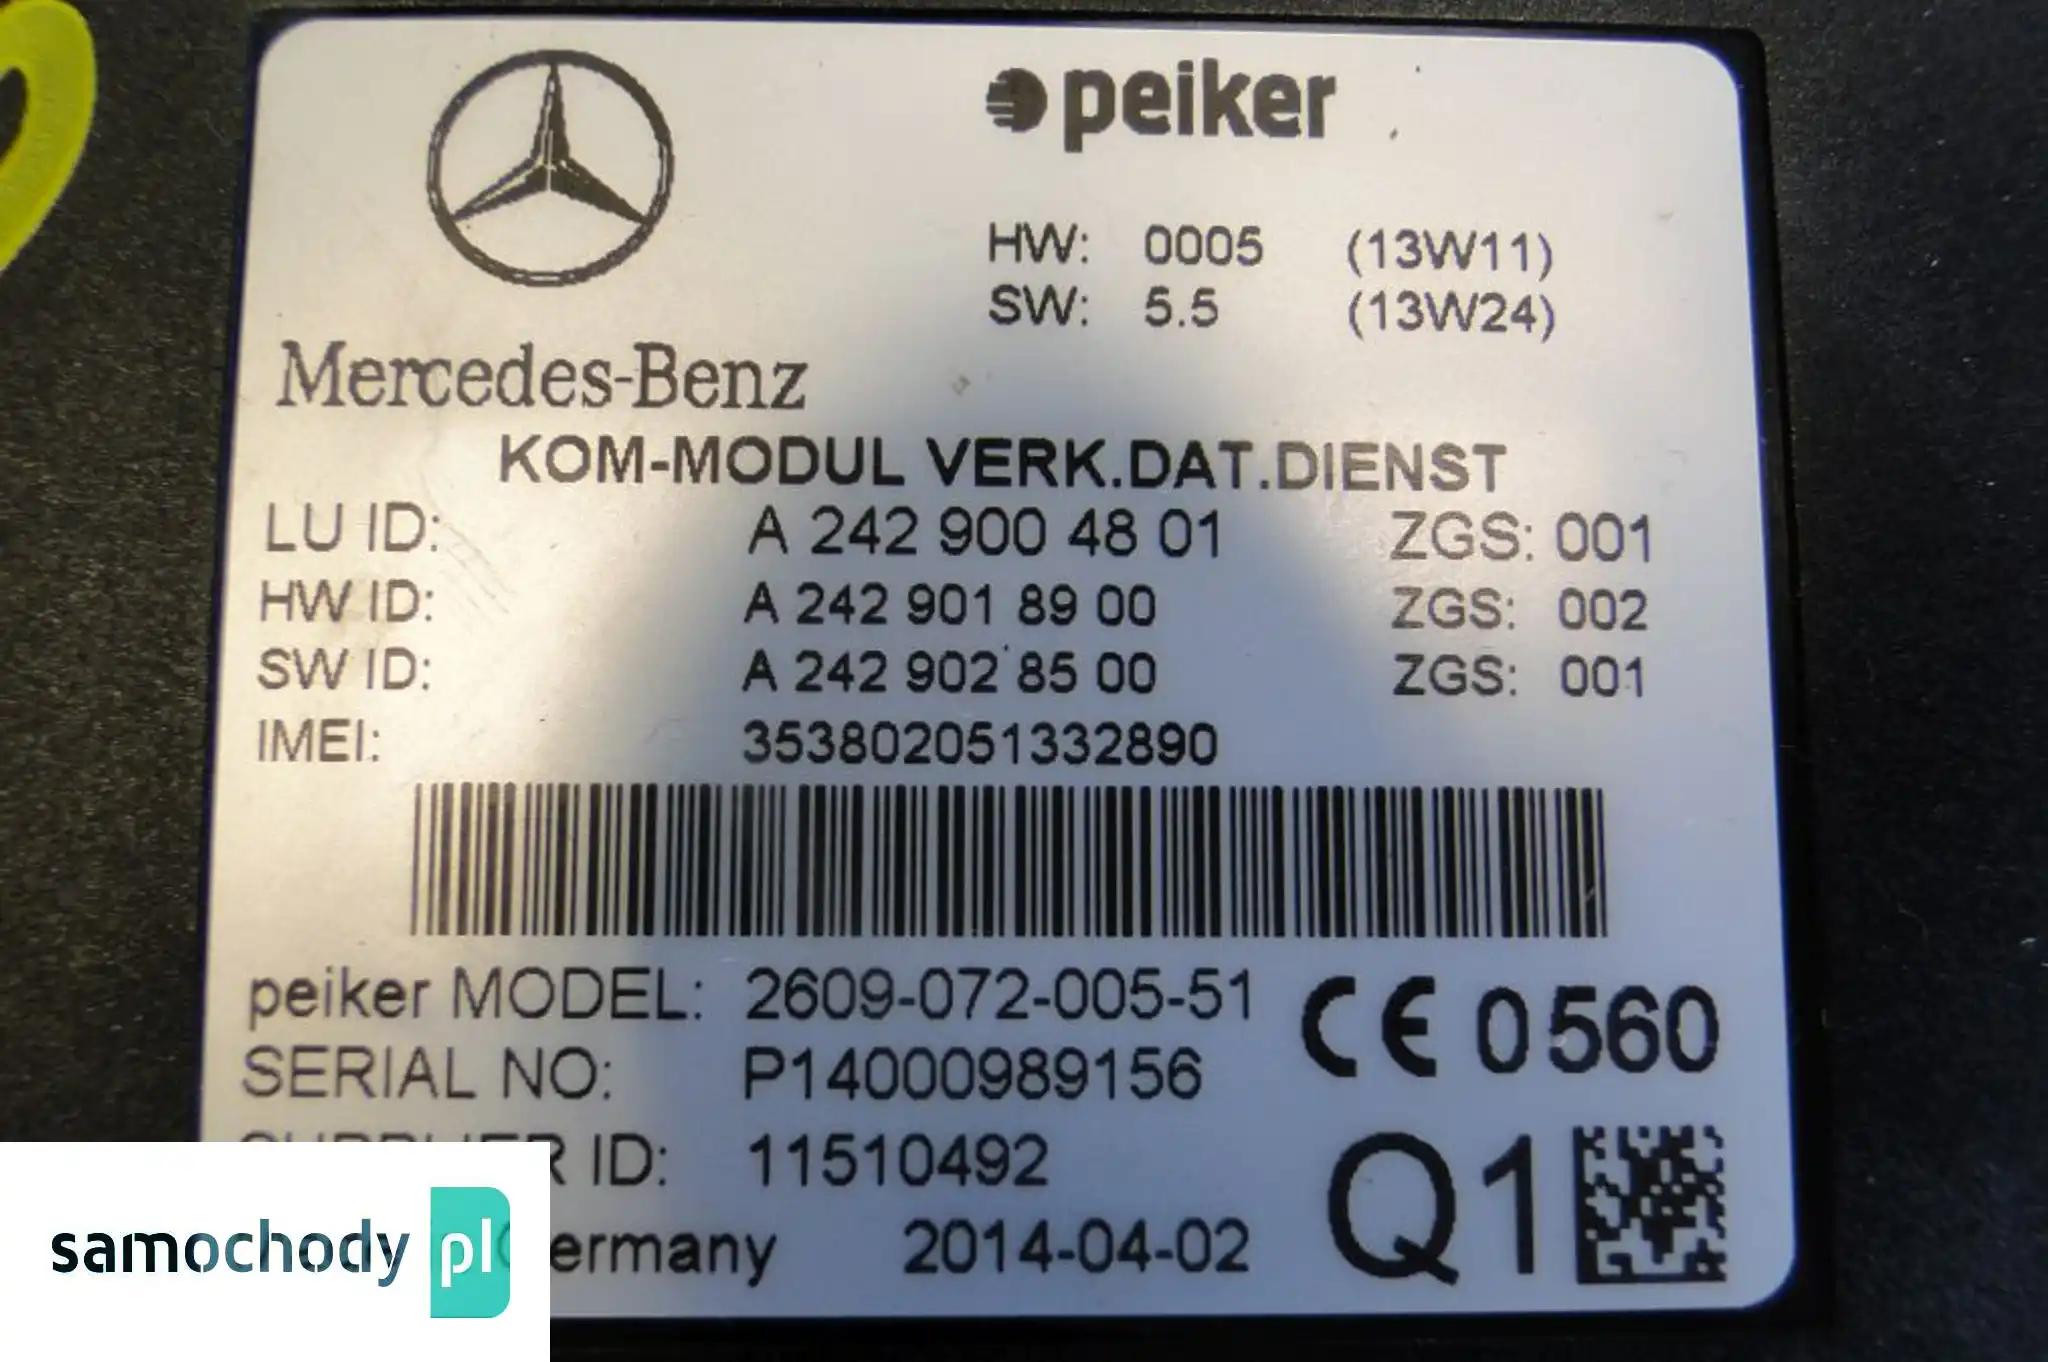 peiker
HW: 0005 (13W11)
SW: 5.5 (13W24)
Mercedes-Benz
KOM-MODUL VERK.DAT.DIENST
LU ID: A 242 900 48 01 ZGS: 001
HW ID: A 242 901 89 00 ZGS: 002
SW ID: A 242 902 85 00 ZGS: 001
IMEI: 353802051332890
peiker MODEL: 2609-072-005-51 CE 0560
SERIAL NO: P14000989156
ID: 11510492 Q1
Germany 2014-04-02
samochody pl